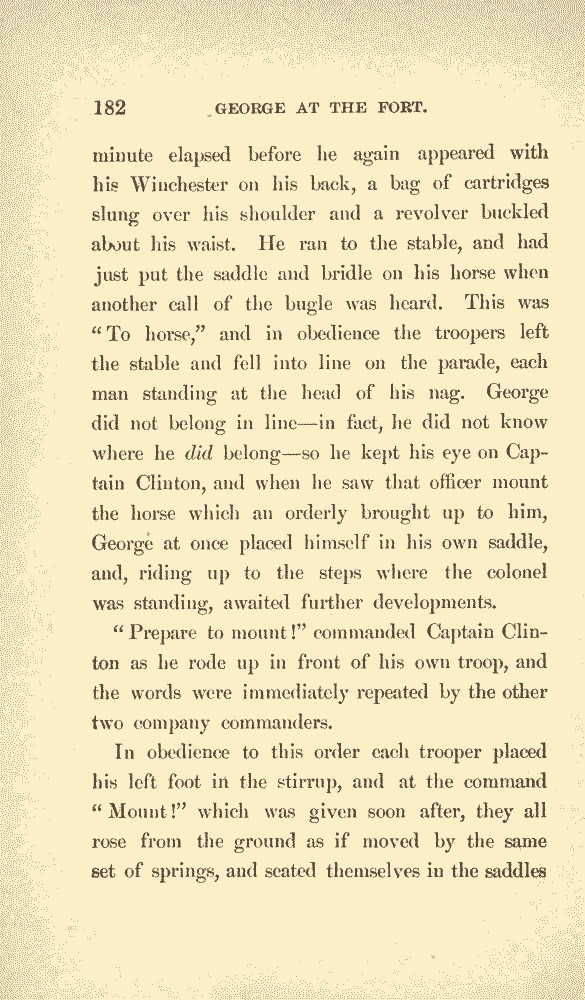 182 GEORGE AT THE FORT.
minute elapsed before he again appeared with
his Winchester on his back, a bag of cartridges
slung over his shoulder and a revolver buckled
about his waist. He ran to the stable, and had
just put the saddle and bridle on his horse when
another call of the bugle was heard. This was
“To horse,” and in obedience the troopers left
the stable and fell into line on the parade, each
man standing at the head of his nag. George
did not belong in line—in fact, he did not know
where he did belong—so he kept his eye on Cap-
tain Clinton, and when he saw that officer mount
the horse which an orderly brought up to him,
George at once placed himself in his own saddle,
and, riding up to the steps where the colonel
was standing, awaited further developments.
“Prepare to mount!” commanded Captain Clin-
ton as he rode up in front of his own troop, and
the words were immediately repeated by the other
two company commanders.
In obedience to this order each trooper placed
his left foot in the stirrup, and at the command
“Mount!” which was given soon after, they all
rose from the ground as if moved by the same
set of springs, and seated themselves in the saddles